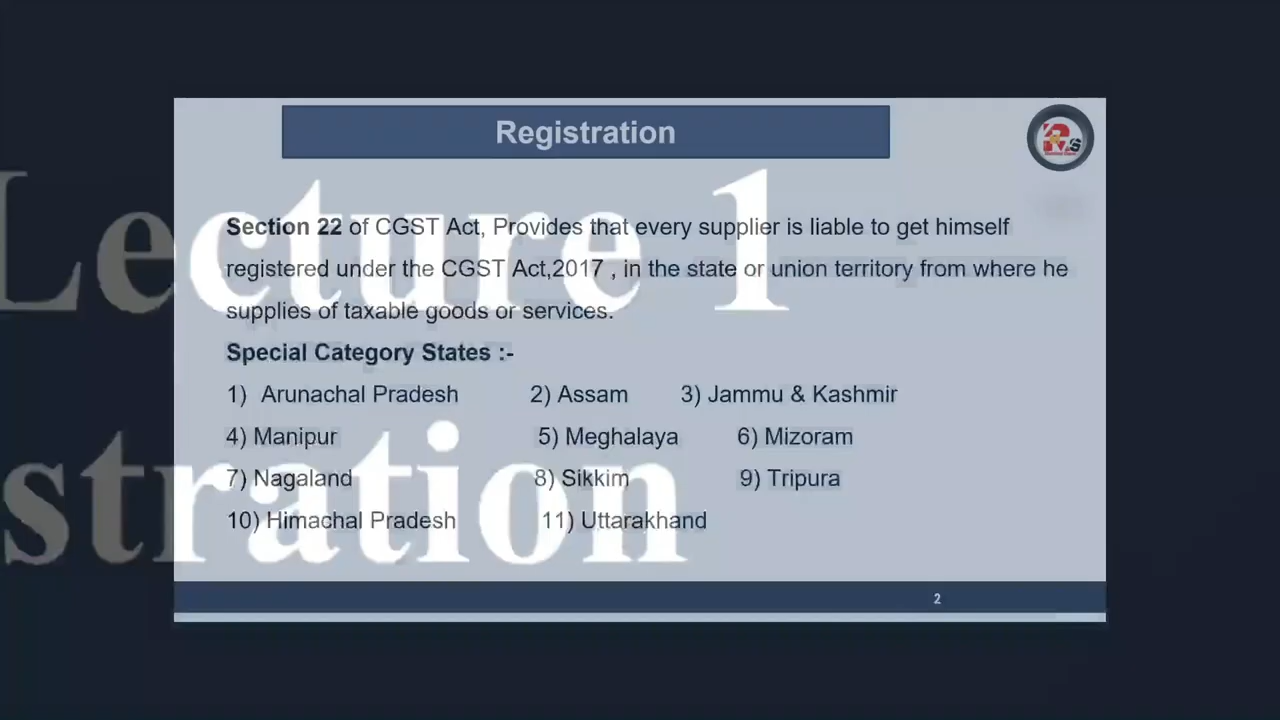 Registration
Lecture 1
Section 22 of CGST Act, Provides that every supplier is liable to get himself
registered under the CGST Act,2017 , in the state or union territory from where he
supplies of taxable goods or services.
Special Category States :-
1) Arunachal Pradesh 2) Assam 3) Jammu & Kashmir
stration
4) Manipur 5) Meghalaya 6) Mizoram
7) Nagaland 8) Sikkim 9) Tripura
10) Himachal Pradesh 11) Uttarakhand
2